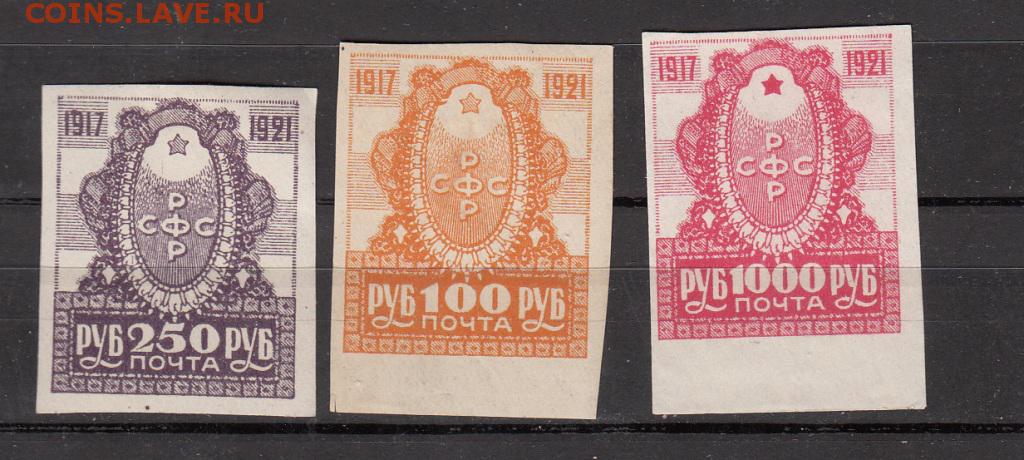 COINS.LAVE.РУ
1917 1921
Р
СФС
Р
РУБ 250 РУБ
ПОЧТА
1917 1921
Р
СФС
Р
РУБ 100 РУБ
ПОЧТА
1917 1921
Р
СФС
Р
РУБ 1000 РУБ
ПОЧТА